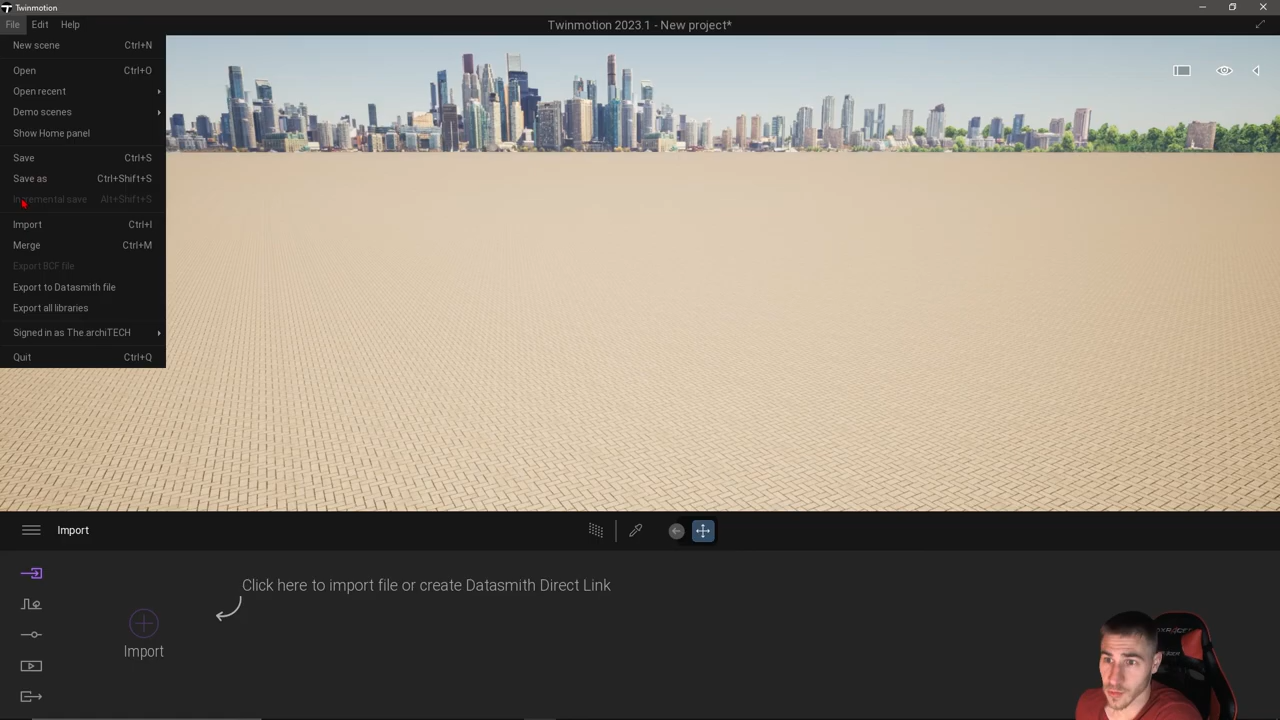 Twinmotion
File Edit Help Twinmotion 2023.1 - New project*
New scene Ctrl+N
Open Ctrl+O
Open recent
Demo scenes
Show Home panel
Save Ctrl+S
Save as Ctrl+Shift+S
Incremental save Alt+Shift+S
Import Ctrl+I
Merge Ctrl+M
Export BCF file
Export to Datasmith file
Export all libraries
Signed in as The.archiTECH
Quit Ctrl+Q
Import
Click here to import file or create Datasmith Direct Link
Import